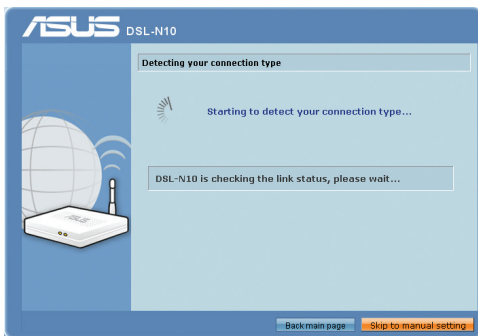 ASUS DSL-N10
Detecting your connection type
Starting to detect your connection type...
DSL-N10 is checking the link status, please wait...
ASUS
Back main page Skip to manual setting